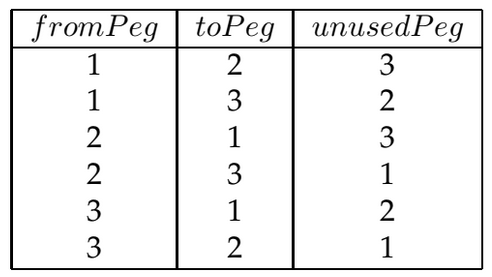 fromPeg toPeg unusedPeg
1 2 3
1 3 2
2 1 3
2 3 1
3 1 2
3 2 1